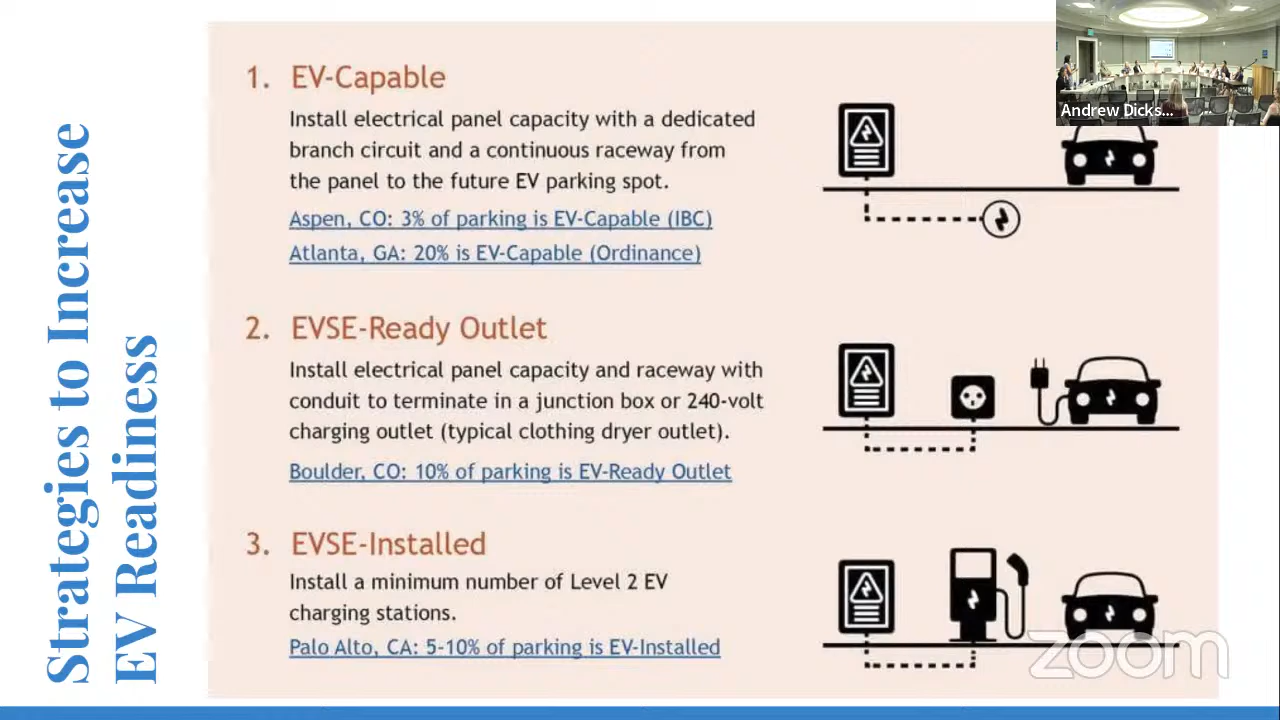 Strategies to Increase
EV Readiness
1. EV-Capable
Install electrical panel capacity with a dedicated
branch circuit and a continuous raceway from
the panel to the future EV parking spot.
Aspen, CO: 3% of parking is EV-Capable (IBC)
Atlanta, GA: 20% is EV-Capable (Ordinance)
2. EVSE-Ready Outlet
Install electrical panel capacity and raceway with
conduit to terminate in a junction box or 240-volt
charging outlet (typical clothing dryer outlet).
Boulder, CO: 10% of parking is EV-Ready Outlet
3. EVSE-Installed
Install a minimum number of Level 2 EV
charging stations.
Palo Alto, CA: 5-10% of parking is EV-Installed
Andrew Dicks...
zoom